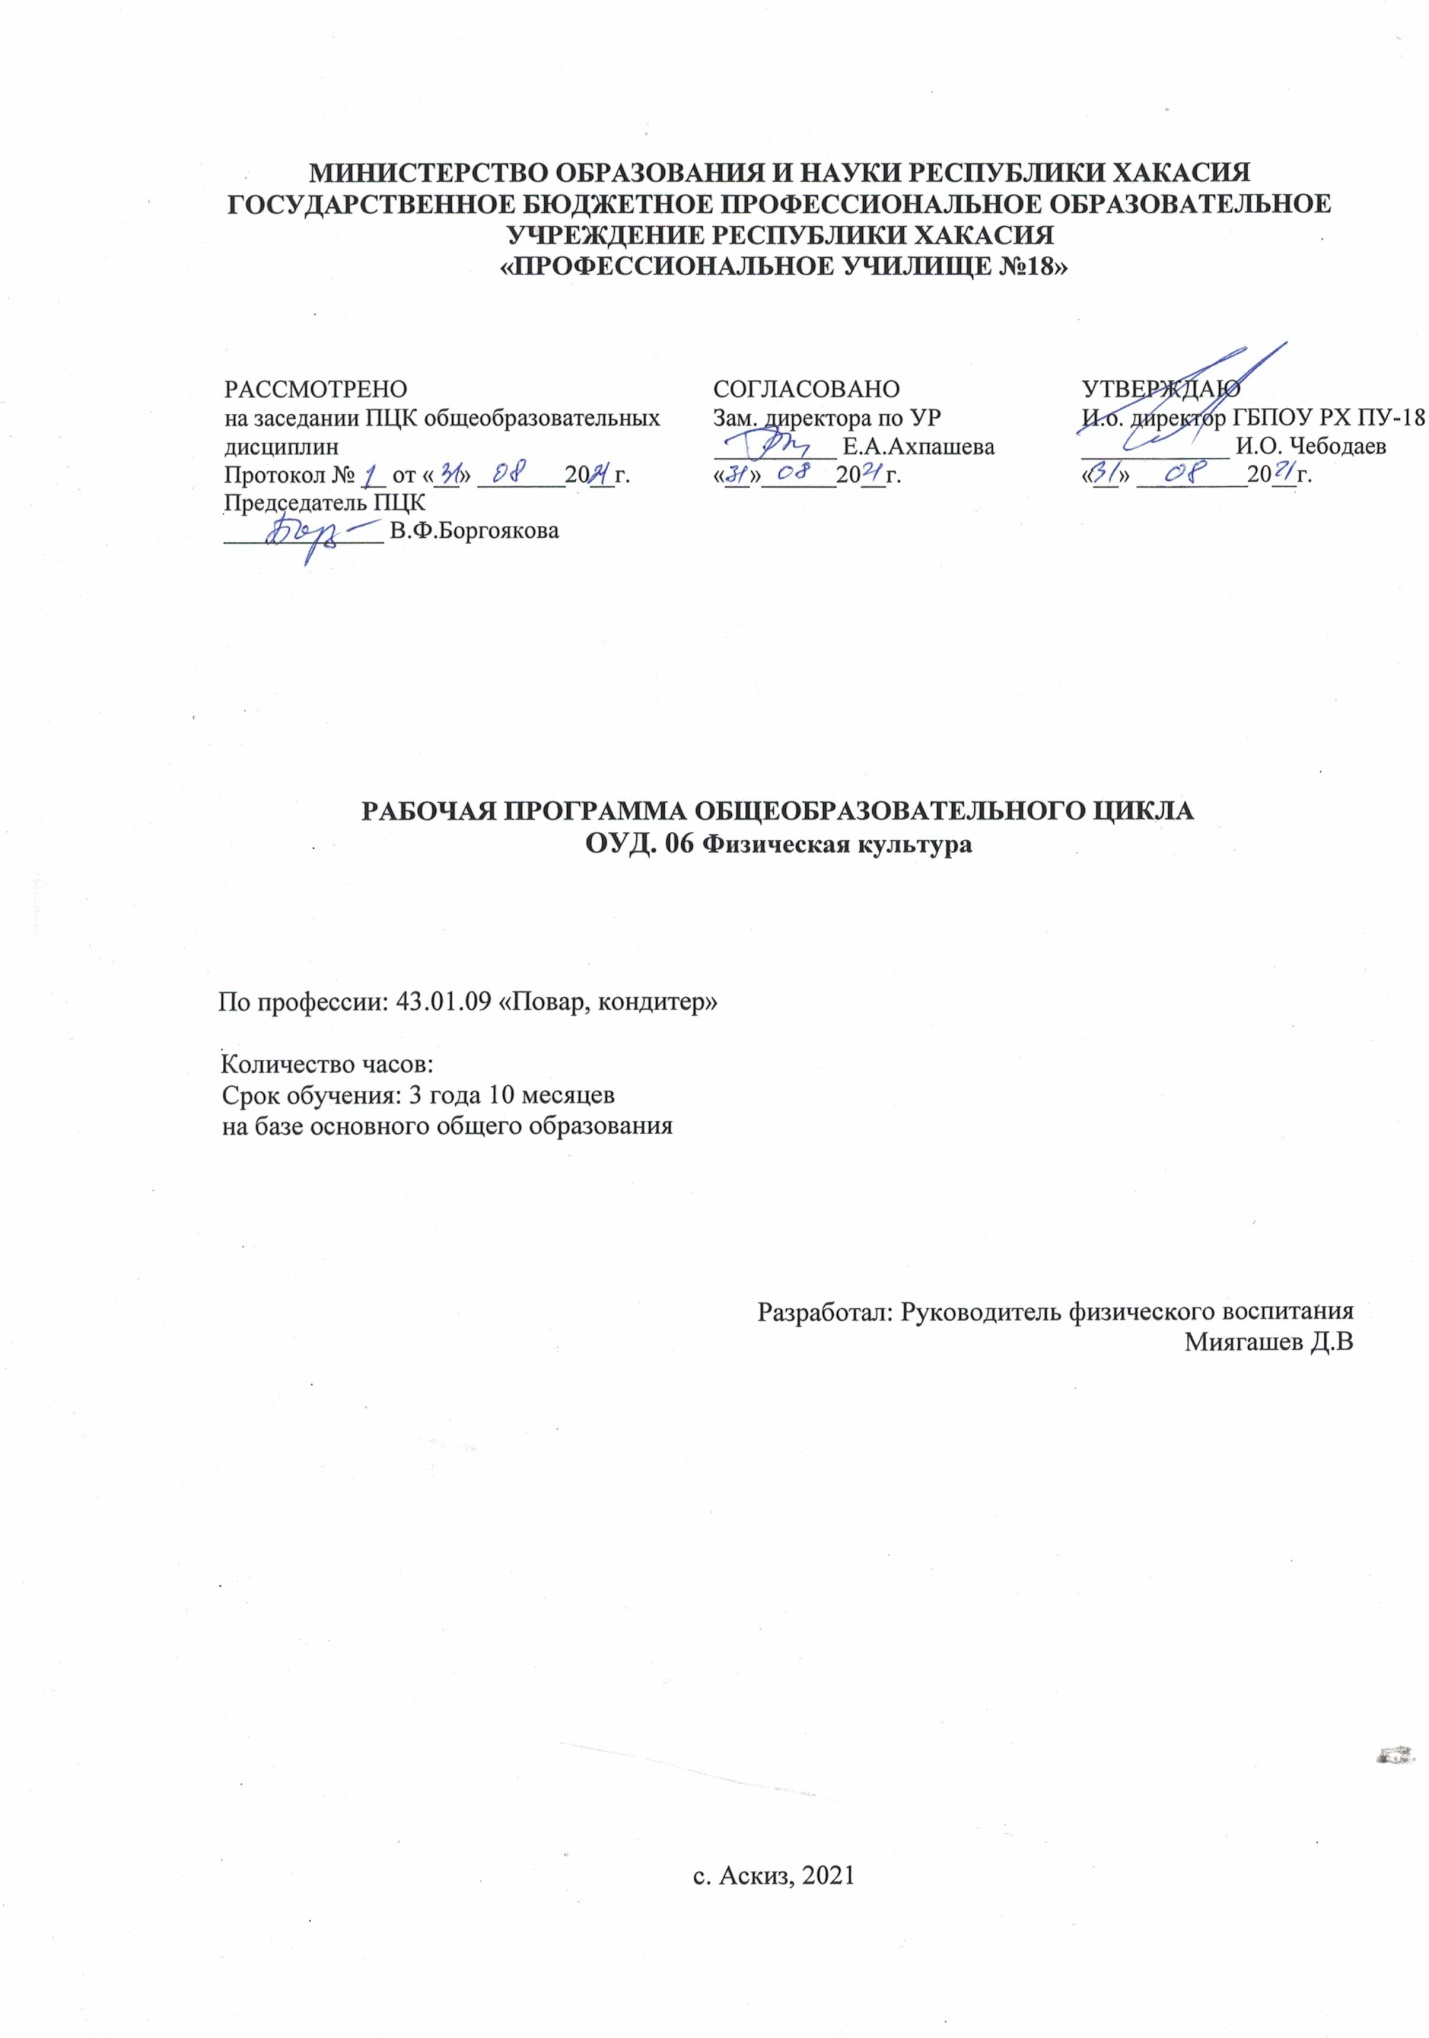 МИНИСТЕРСТВО ОБРАЗОВАНИЯ И НАУКИ РЕСПУБЛИКИ ХАКАСИЯ
ГОСУДАРСТВЕННОЕ БЮДЖЕТНОЕ ПРОФЕССИОНАЛЬНОЕ ОБРАЗОВАТЕЛЬНОЕ
УЧРЕЖДЕНИЕ РЕСПУБЛИКИ ХАКАСИЯ
«ПРОФЕССИОНАЛЬНОЕ УЧИЛИЩЕ №18»
РАССМОТРЕНО
на заседании ПЦК общеобразовательных
дисциплин
Протокол № 1 от «31» 08 2021г.
Председатель ПЦК
В.Ф.Боргоякова
СОГЛАСОВАНО
Зам. директора по УР
Е.А.Ахпашева
«31» 08 2021г.
УТВЕРЖДАЮ
И.о. директор ГБПОУ РХ ПУ-18
И.О. Чебодаев
«31» 08 2021г.
РАБОЧАЯ ПРОГРАММА ОБЩЕОБРАЗОВАТЕЛЬНОГО ЦИКЛА
ОУД. 06 Физическая культура
По профессии: 43.01.09 «Повар, кондитер»
Количество часов:
Срок обучения: 3 года 10 месяцев
на базе основного общего образования
Разработал: Руководитель физического воспитания
Миягашев Д.В
с. Аскиз, 2021